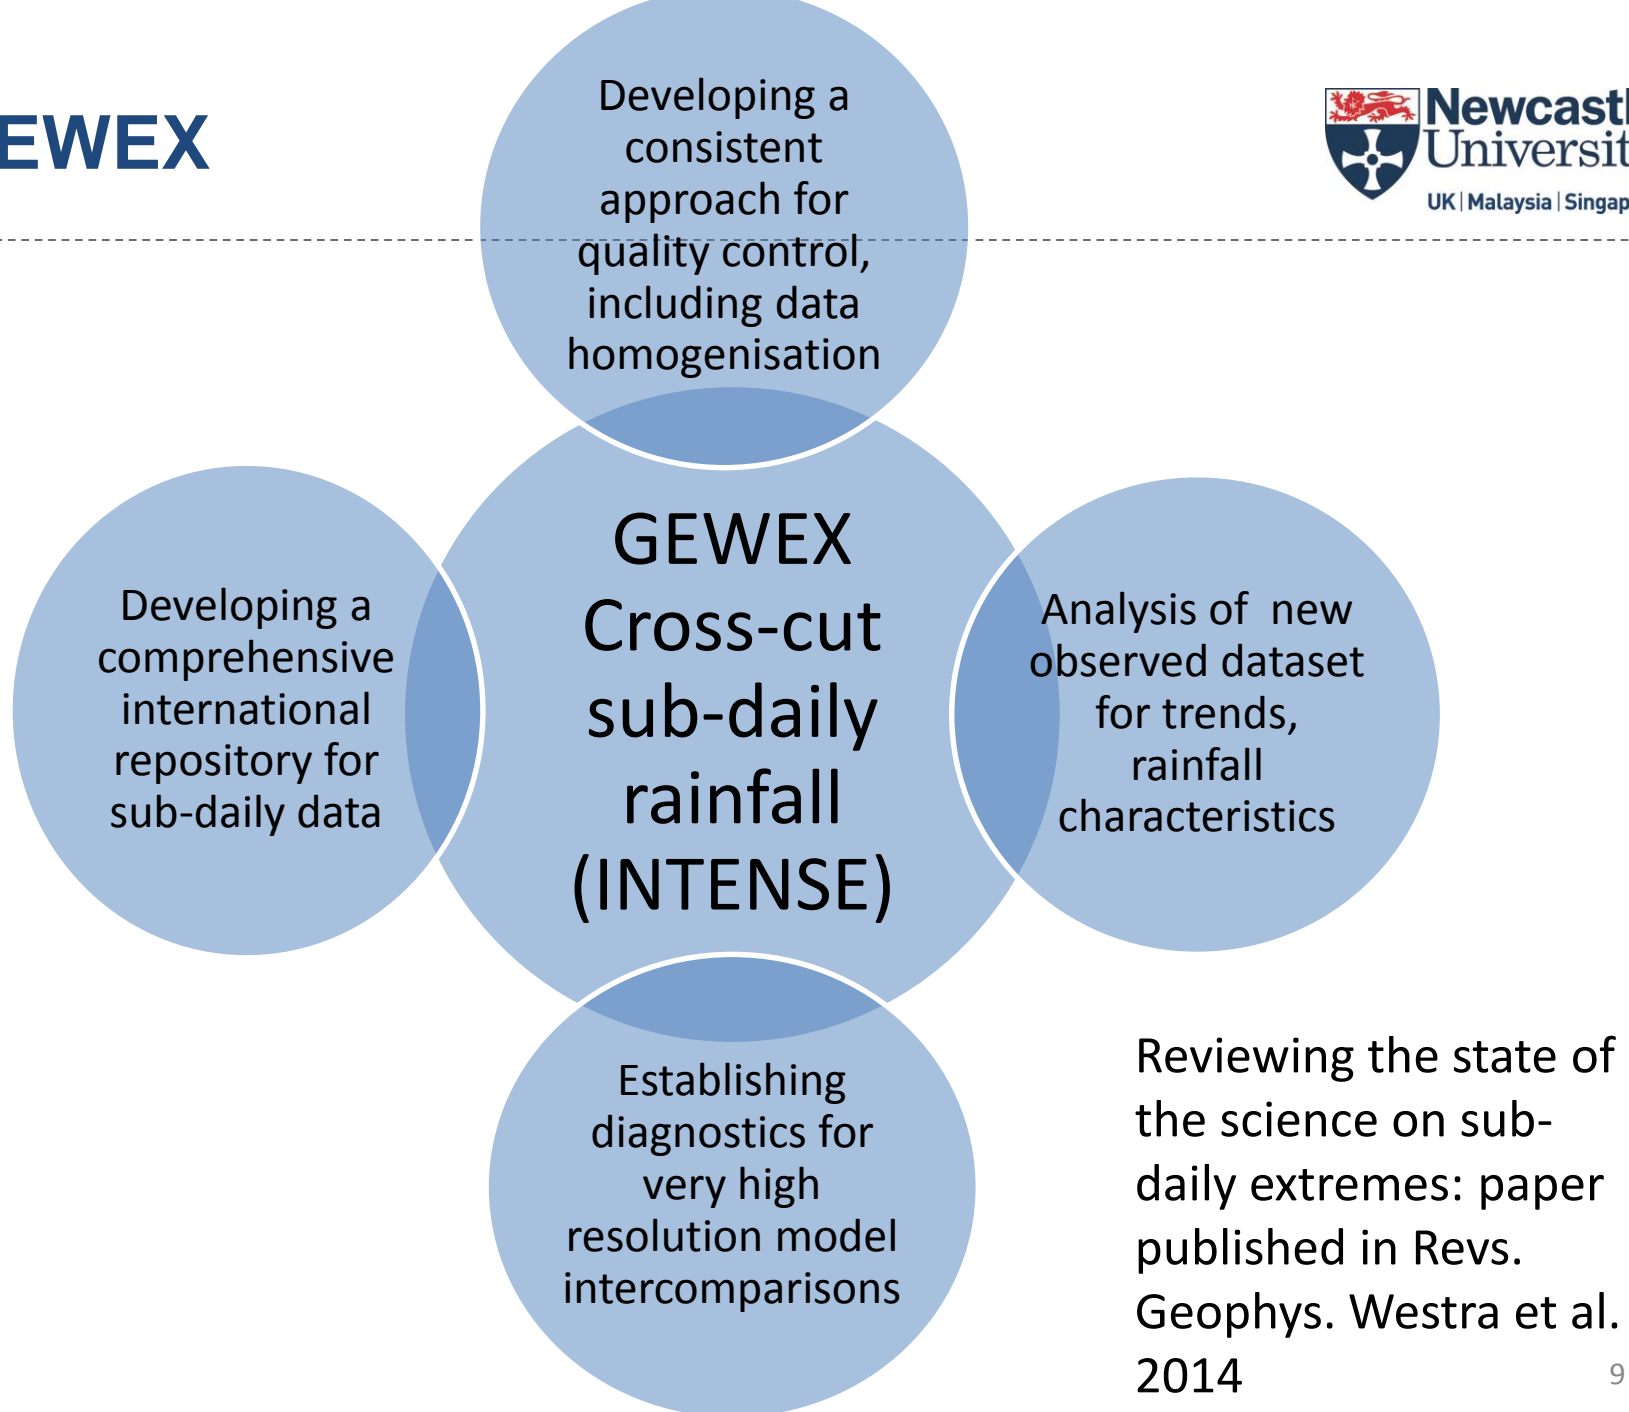 EWEX
Newcastl
Universit
UK | Malaysia | Singap
Developing a
consistent
approach for
quality control,
including data
homogenisation
Developing a
comprehensive
international
repository for
sub-daily data
GEWEX
Cross-cut
sub-daily
rainfall
(INTENSE)
Analysis of new
observed dataset
for trends,
rainfall
characteristics
Establishing
diagnostics for
very high
resolution model
intercomparisons
Reviewing the state of
the science on sub-
daily extremes: paper
published in Revs.
Geophys. Westra et al.
2014
9